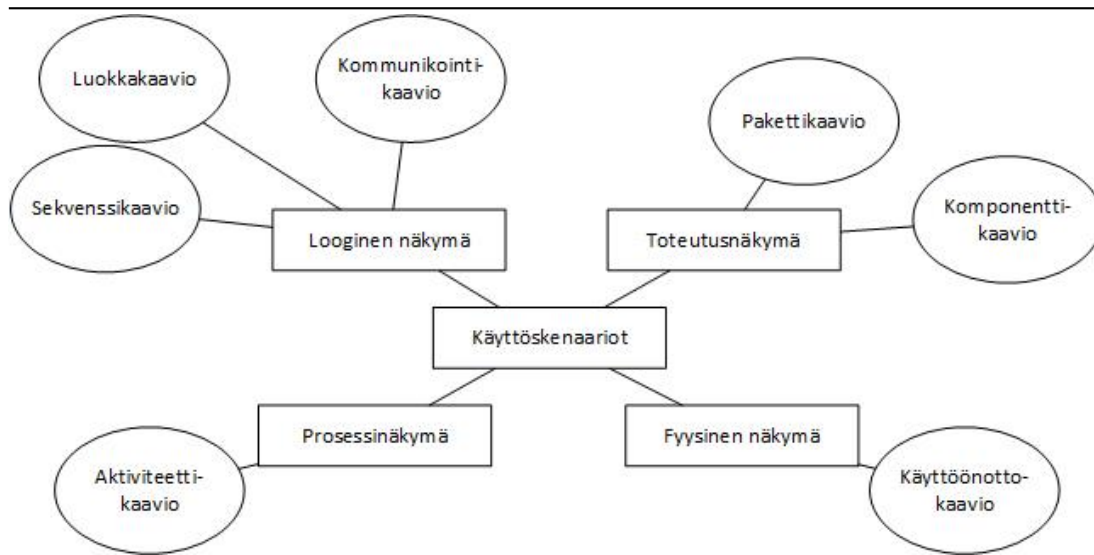 Luokkakaavio
Kommunikointi-
kaavio
Pakettikaavio
Sekvenssikaavio
Komponentti-
kaavio
Looginen näkymä
Toteutusnäkymä
Käyttöskenaariot
Prosessinäkymä
Fyysinen näkymä
Aktiviteetti-
kaavio
Käyttöönotto-
kaavio